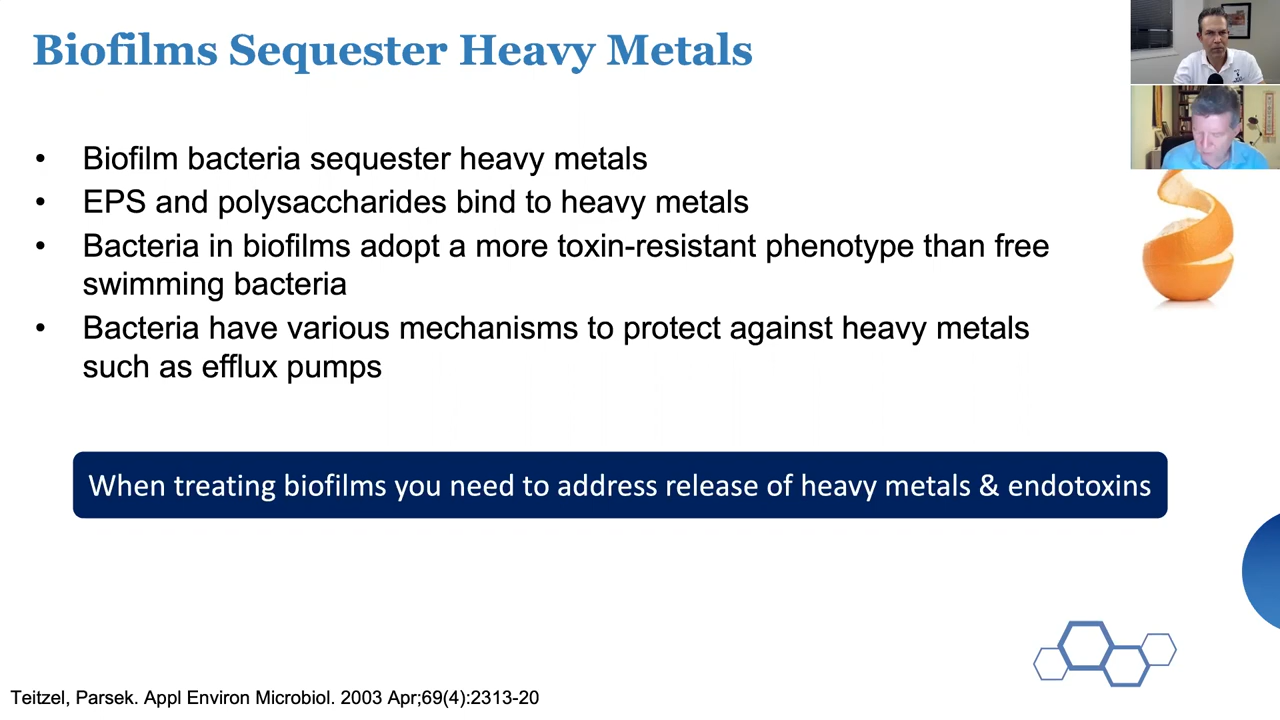 Biofilms Sequester Heavy Metals
• Biofilm bacteria sequester heavy metals
• EPS and polysaccharides bind to heavy metals
• Bacteria in biofilms adopt a more toxin-resistant phenotype than free
swimming bacteria
• Bacteria have various mechanisms to protect against heavy metals
such as efflux pumps
When treating biofilms you need to address release of heavy metals & endotoxins
Teitzel, Parsek. Appl Environ Microbiol. 2003 Apr;69(4):2313-20